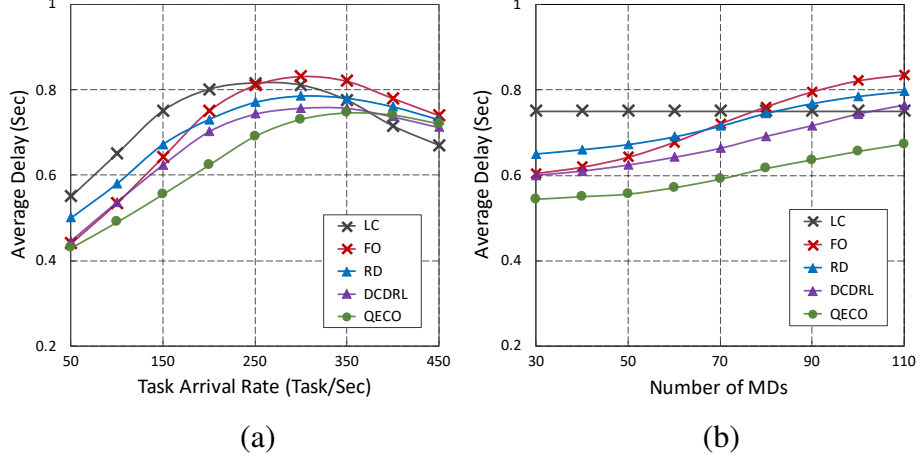 1
0.8
0.6
0.4
0.2
Average Delay (Sec)
LC
FO
RD
DCDRL
QECO
50 150 250 350 450
Task Arrival Rate (Task/Sec)
(a)
1
0.8
0.6
0.4
0.2
Average Delay (Sec)
LC
FO
RD
DCDRL
QECO
30 50 70 90 110
Number of MDs
(b)